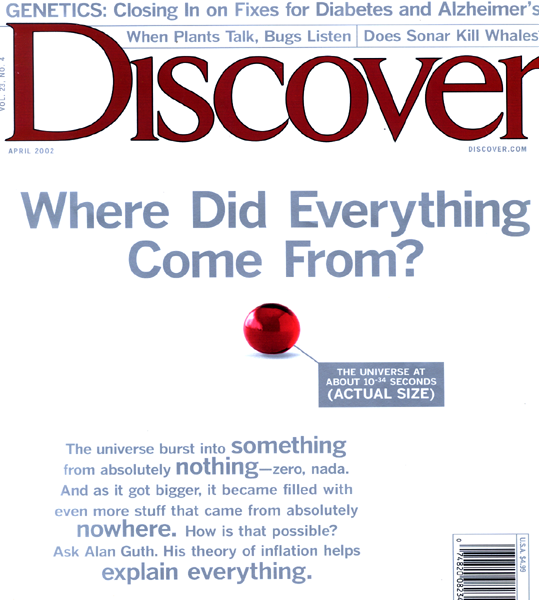 GENETICS: Closing In on Fixes for Diabetes and Alzheimer's
When Plants Talk, Bugs Listen
Does Sonar Kill Whales
VOL. 23, NO. 4
Discover
APRIL 2002
DISCOVER.COM
Where Did Everything
Come From?
THE UNIVERSE AT
ABOUT 10⁻³⁴ SECONDS
(ACTUAL SIZE)
The universe burst into something
from absolutely nothing—zero, nada.
And as it got bigger, it became filled with
even more stuff that came from absolutely
nowhere. How is that possible?
Ask Alan Guth. His theory of inflation helps
explain everything.
U.S.A. $4.99